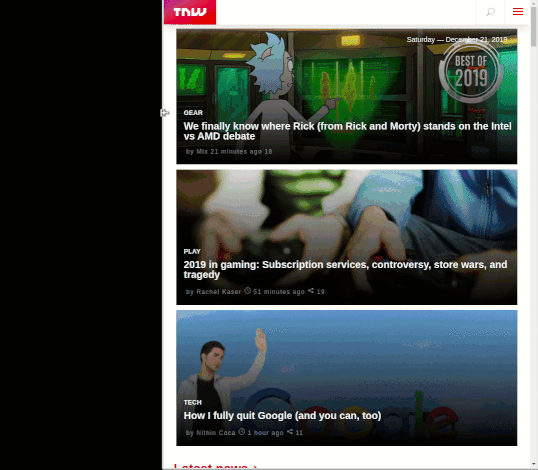 TNW
Saturday — December 21, 2019
BEST OF
2019
GEAR
We finally know where Rick (from Rick and Morty) stands on the Intel
vs AMD debate
by Mix 21 minutes ago 18
PLAY
2019 in gaming: Subscription services, controversy, store wars, and
tragedy
by Rachel Kaser 51 minutes ago 19
Google
TECH
How I fully quit Google (and you can, too)
by Nithin Coca 1 hour ago 11
Latest news